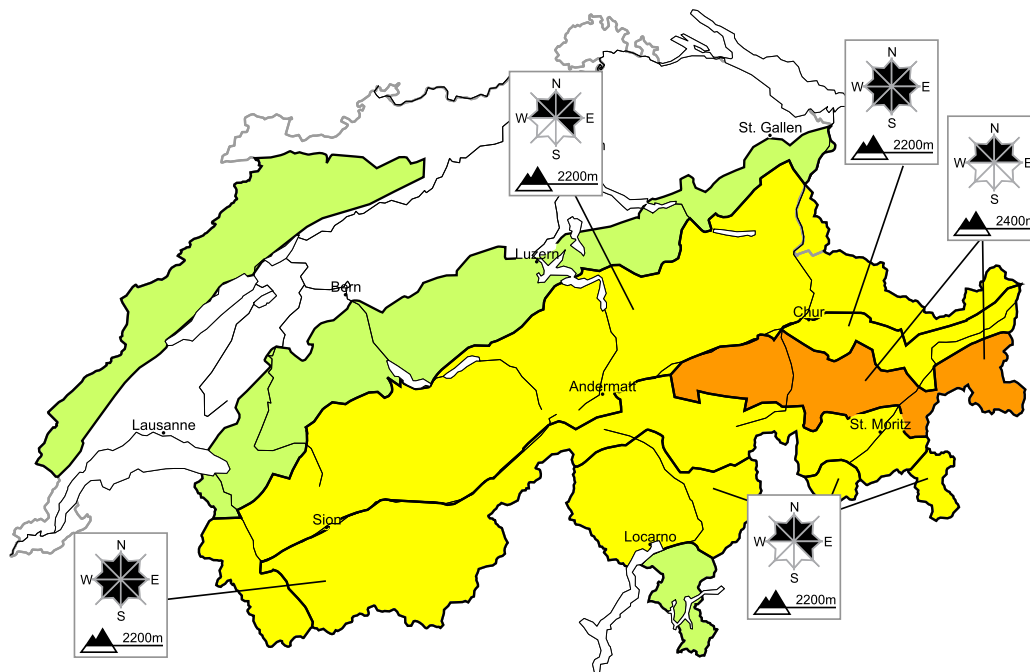 N
W E
S
2200m
N
W E
S
2200m
N
W E
S
2400m
St. Gallen
Luzern
Bern
Chur
Andermatt
Lausanne
St. Moritz
Sion
Locarno
N
W E
S
2200m
N
W E
S
2200m